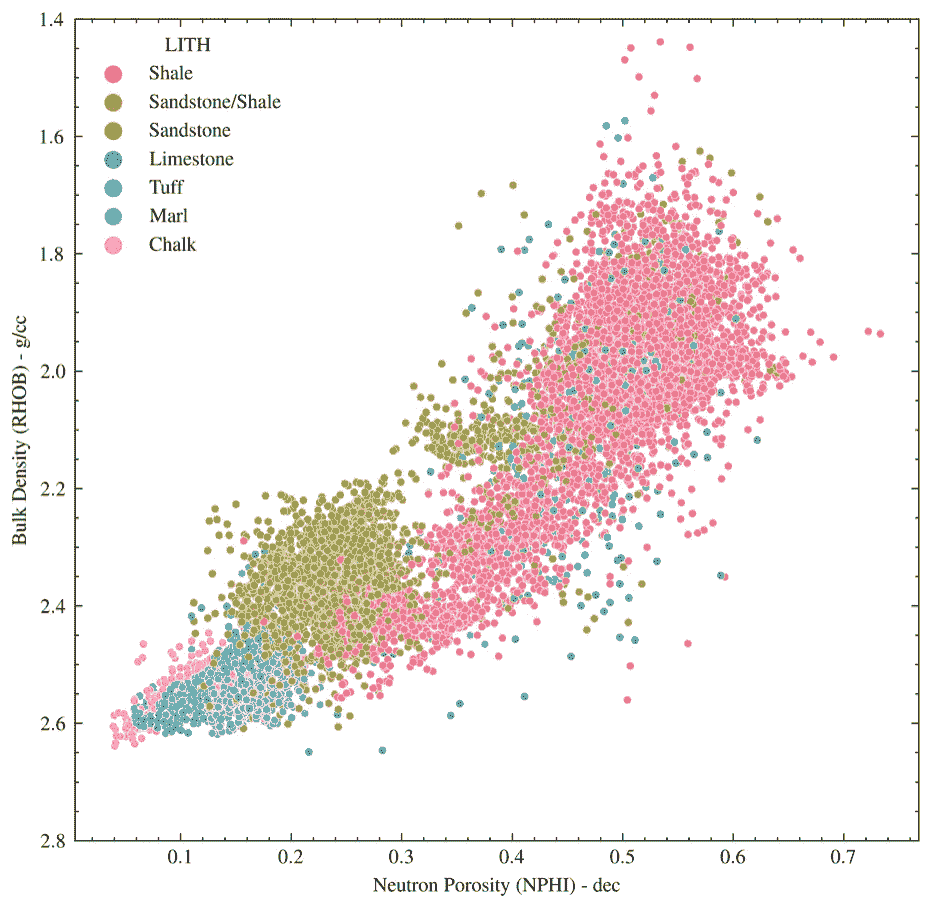 1.4
1.6
1.8
2.0
2.2
2.4
2.6
2.8
Bulk Density (RHOB) - g/cc
LITH
Shale
Sandstone/Shale
Sandstone
Limestone
Tuff
Marl
Chalk
0.1 0.2 0.3 0.4 0.5 0.6 0.7
Neutron Porosity (NPHI) - dec